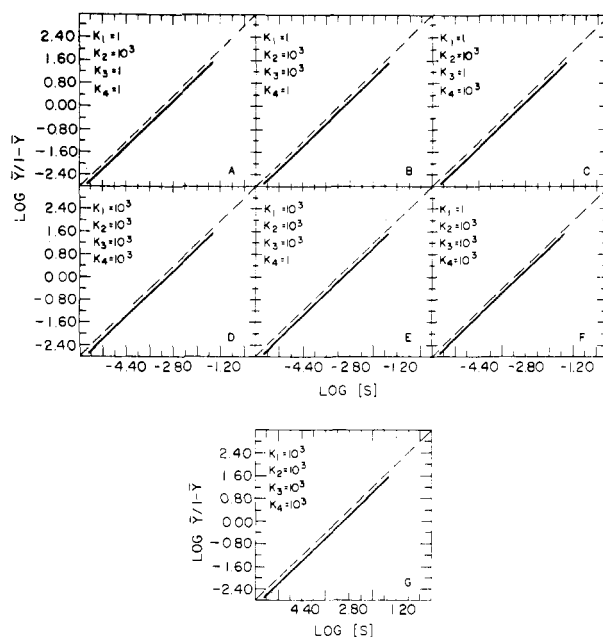 LOG Ȳ/1-Ȳ
2.40
1.60
0.80
0.00
-0.80
-1.60
-2.40
K1=1
K2=10³
K3=1
K4=1
A
K1=1
K2=10³
K3=10³
K4=1
B
K1=1
K2=10³
K3=1
K4=10³
C
2.40
1.60
0.80
0.00
-0.80
-1.60
-2.40
K1=10³
K2=10³
K3=10³
K4=10³
D
K1=10³
K2=10³
K3=10³
K4=1
E
K1=1
K2=10³
K3=10³
K4=10³
F
-4.40 -2.80 -1.20 -4.40 -2.80 -1.20 -4.40 -2.80 -1.20
LOG [S]
LOG Ȳ/1-Ȳ
2.40
1.60
0.80
0.00
-0.80
-1.60
-2.40
K1=10³
K2=10³
K3=10³
K4=10³
G
4.40 2.80 1.20
LOG [S]